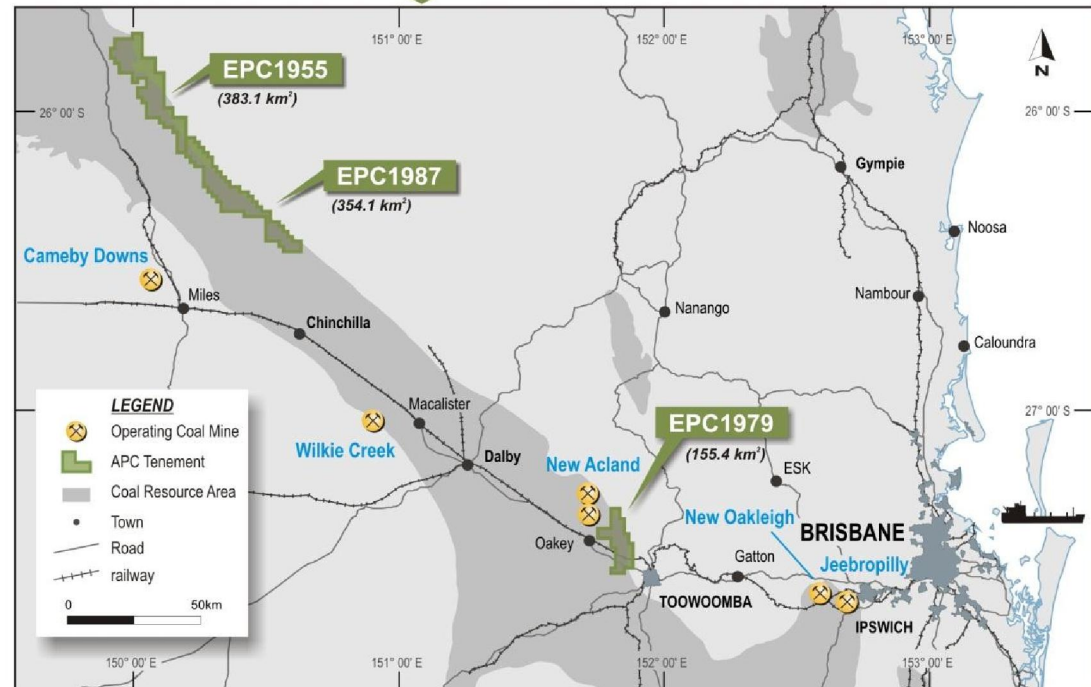 151° 00' E
152° 00' E
153° 00' E
N
EPC1955
(383.1 km²)
26° 00' S
26° 00' S
EPC1987
(354.1 km²)
Gympie
Noosa
Cameby Downs
Miles
Nambour
Nanango
Chinchilla
Caloundra
LEGEND
Operating Coal Mine
APC Tenement
Coal Resource Area
Town
Road
railway
0 50km
Macalister
EPC1979
(155.4 km²)
27° 00' S
Wilkie Creek
Dalby
New Acland
ESK
New Oakleigh
BRISBANE
Oakey
Gatton
Jeebropilly
TOOWOOMBA
IPSWICH
150° 00' E
151° 00' E
152° 00' E
153° 00' E